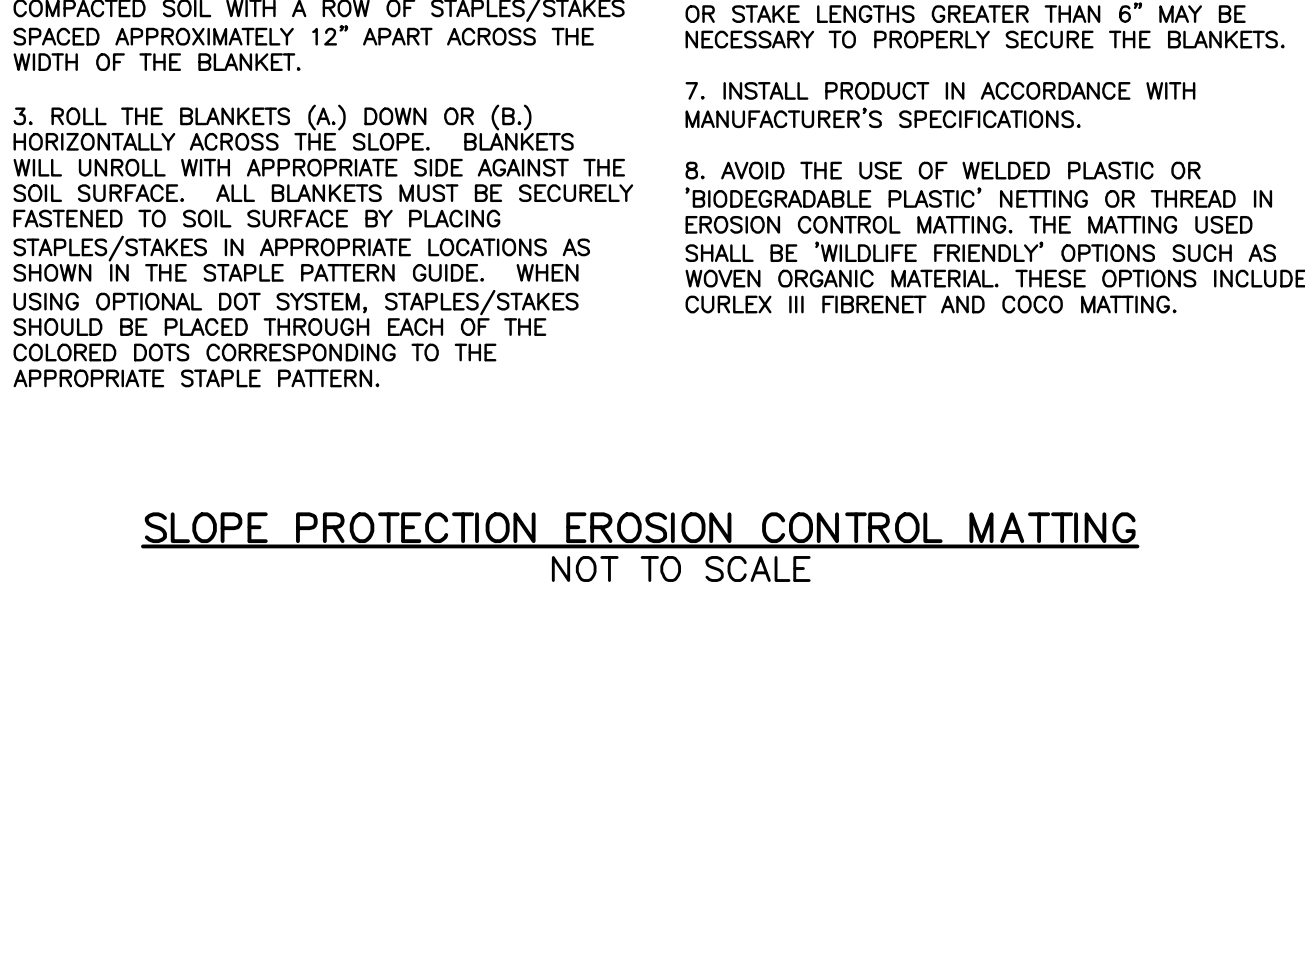 COMPACTED SOIL WITH A ROW OF STAPLES/STAKES
SPACED APPROXIMATELY 12" APART ACROSS THE
WIDTH OF THE BLANKET.
3. ROLL THE BLANKETS (A.) DOWN OR (B.)
HORIZONTALLY ACROSS THE SLOPE. BLANKETS
WILL UNROLL WITH APPROPRIATE SIDE AGAINST THE
SOIL SURFACE. ALL BLANKETS MUST BE SECURELY
FASTENED TO SOIL SURFACE BY PLACING
STAPLES/STAKES IN APPROPRIATE LOCATIONS AS
SHOWN IN THE STAPLE PATTERN GUIDE. WHEN
USING OPTIONAL DOT SYSTEM, STAPLES/STAKES
SHOULD BE PLACED THROUGH EACH OF THE
COLORED DOTS CORRESPONDING TO THE
APPROPRIATE STAPLE PATTERN.
OR STAKE LENGTHS GREATER THAN 6" MAY BE
NECESSARY TO PROPERLY SECURE THE BLANKETS.
7. INSTALL PRODUCT IN ACCORDANCE WITH
MANUFACTURER'S SPECIFICATIONS.
8. AVOID THE USE OF WELDED PLASTIC OR
'BIODEGRADABLE PLASTIC' NETTING OR THREAD IN
EROSION CONTROL MATTING. THE MATTING USED
SHALL BE 'WILDLIFE FRIENDLY' OPTIONS SUCH AS
WOVEN ORGANIC MATERIAL. THESE OPTIONS INCLUDE
CURLEX III FIBRENET AND COCO MATTING.
SLOPE PROTECTION EROSION CONTROL MATTING
NOT TO SCALE